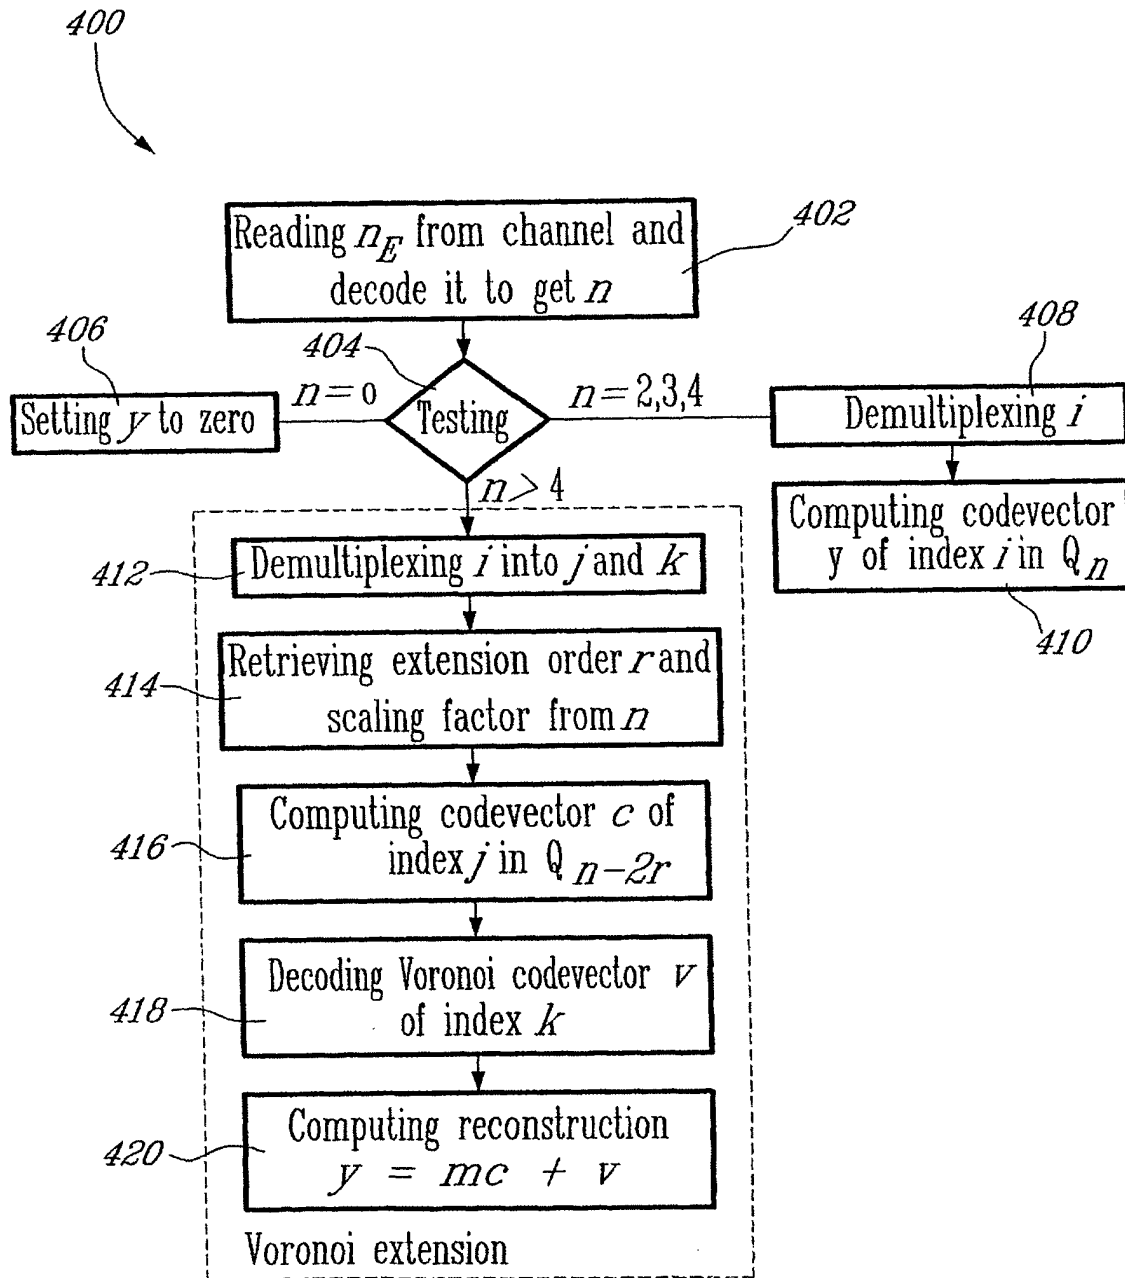 400
402
Reading n_E from channel and
decode it to get n
406
404
408
n=0
n=2,3,4
Setting y to zero
Testing
Demultiplexing i
n>4
Computing codevector
y of index i in Q_n
410
412
Demultiplexing i into j and k
414
Retrieving extension order r and
scaling factor from n
416
Computing codevector c of
index j in Q_n-2r
418
Decoding Voronoi codevector v
of index k
420
Computing reconstruction
y = mc + v
Voronoi extension